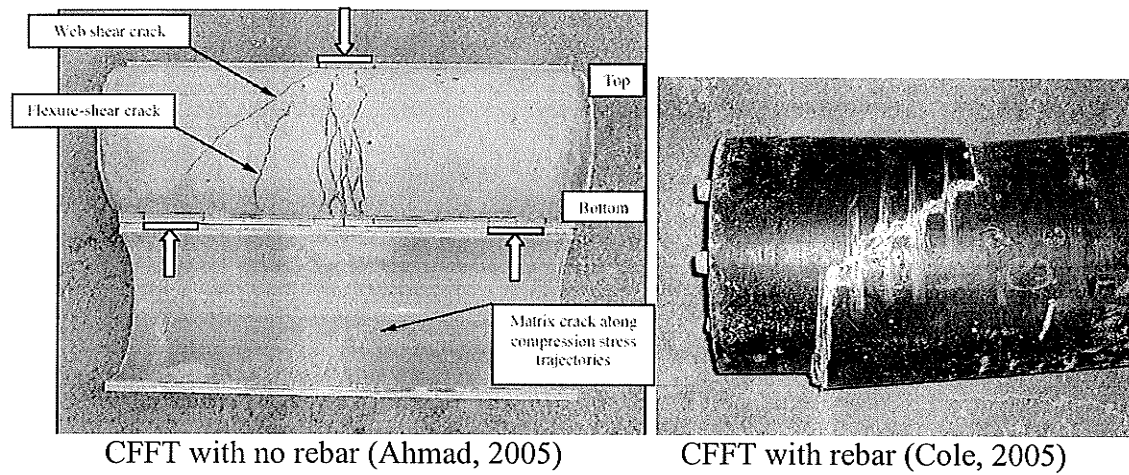 Web shear crack
Flexure-shear crack
Top
Bottom
Matrix crack along
compression stress
trajectories
CFFT with no rebar (Ahmad, 2005)
CFFT with rebar (Cole, 2005)